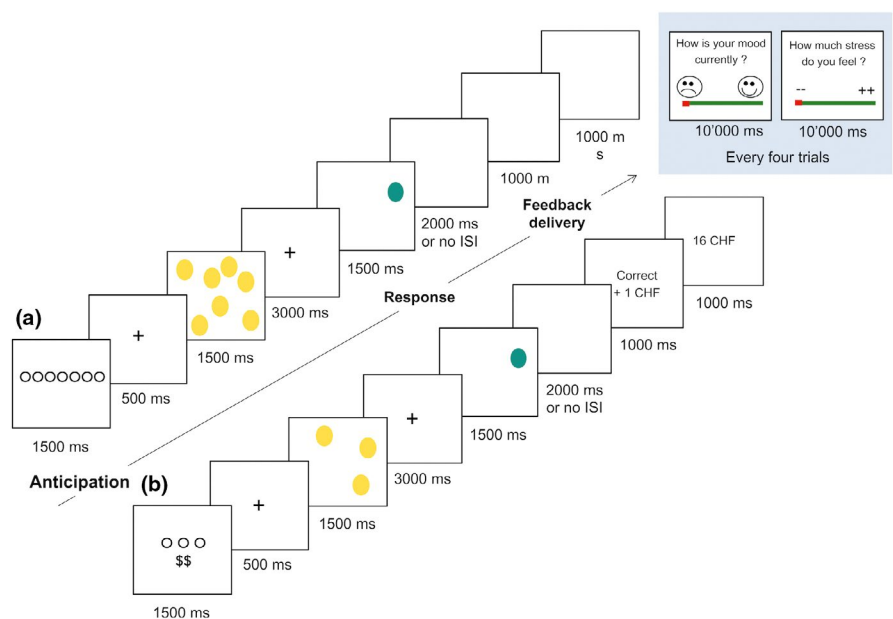 How is your mood
currently ?
10'000 ms
How much stress
do you feel ?
--
++
10'000 ms
Every four trials
(a)
OOOOOOO
1500 ms
+
500 ms
1500 ms
+
3000 ms
1500 ms
2000 ms
or no ISI
1000 m
1000 m
s
Anticipation
Response
Feedback
delivery
(b)
O O O
$$
1500 ms
+
500 ms
1500 ms
+
3000 ms
1500 ms
2000 ms
or no ISI
Correct
+ 1 CHF
1000 ms
16 CHF
1000 ms